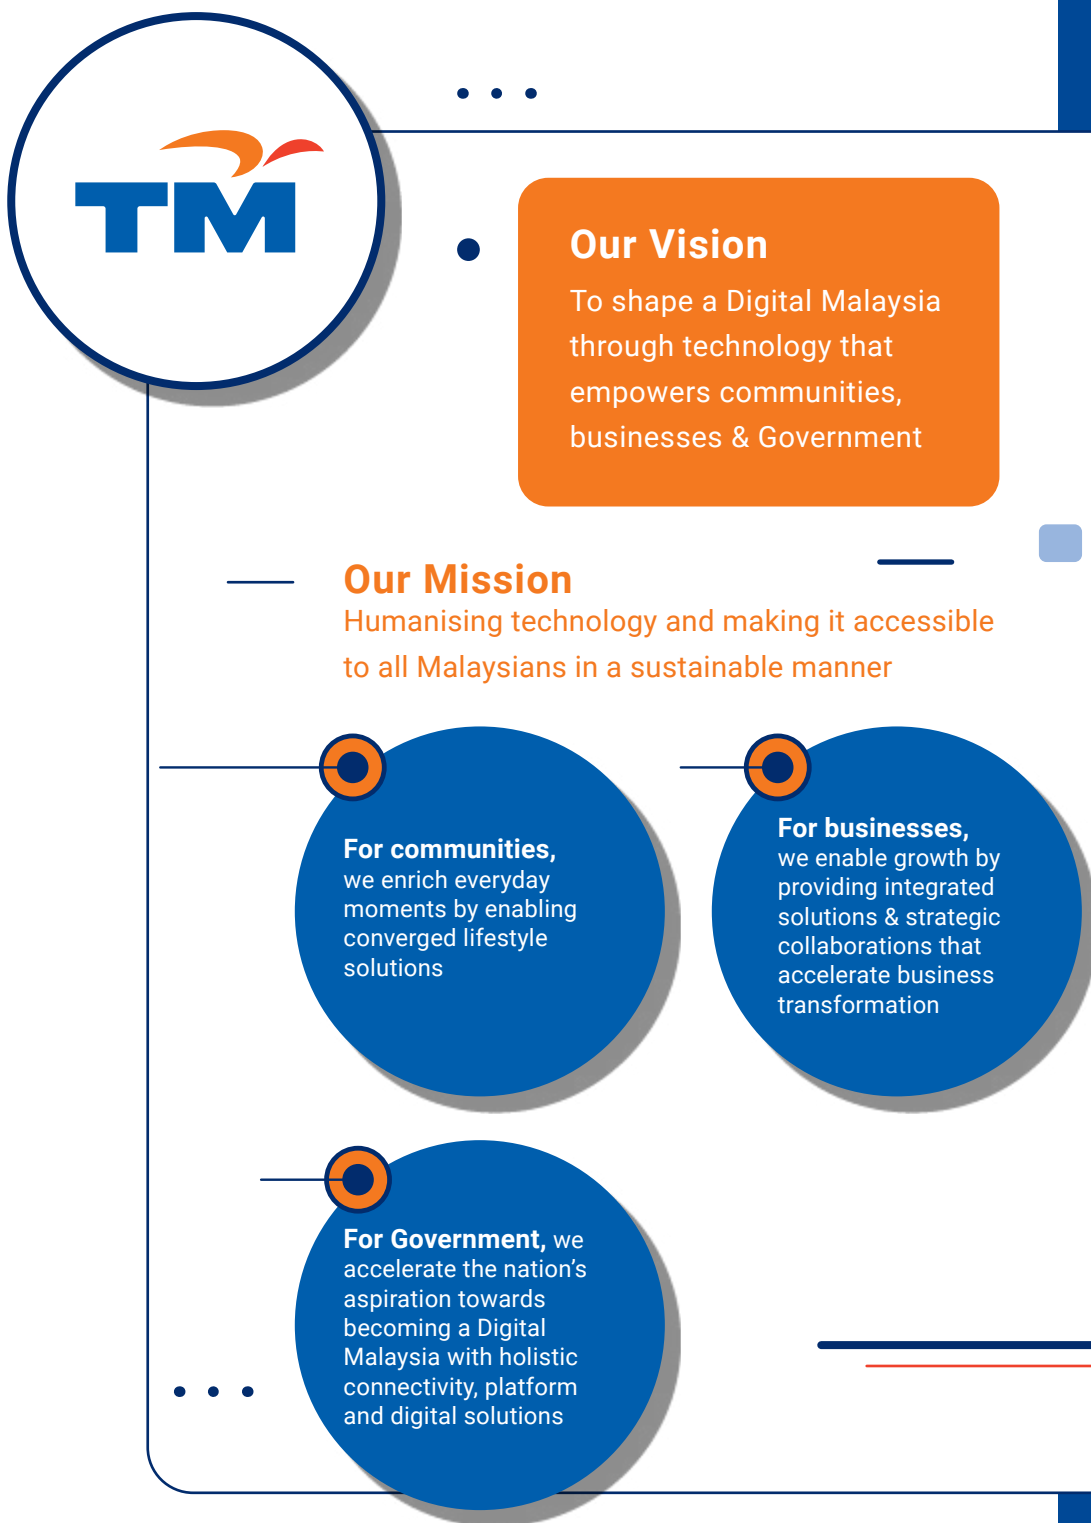 TM
Our Vision
To shape a Digital Malaysia
through technology that
empowers communities,
businesses & Government
Our Mission
Humanising technology and making it accessible
to all Malaysians in a sustainable manner
For communities,
we enrich everyday
moments by enabling
converged lifestyle
solutions
For businesses,
we enable growth by
providing integrated
solutions & strategic
collaborations that
accelerate business
transformation
For Government, we
accelerate the nation’s
aspiration towards
becoming a Digital
Malaysia with holistic
connectivity, platform
and digital solutions